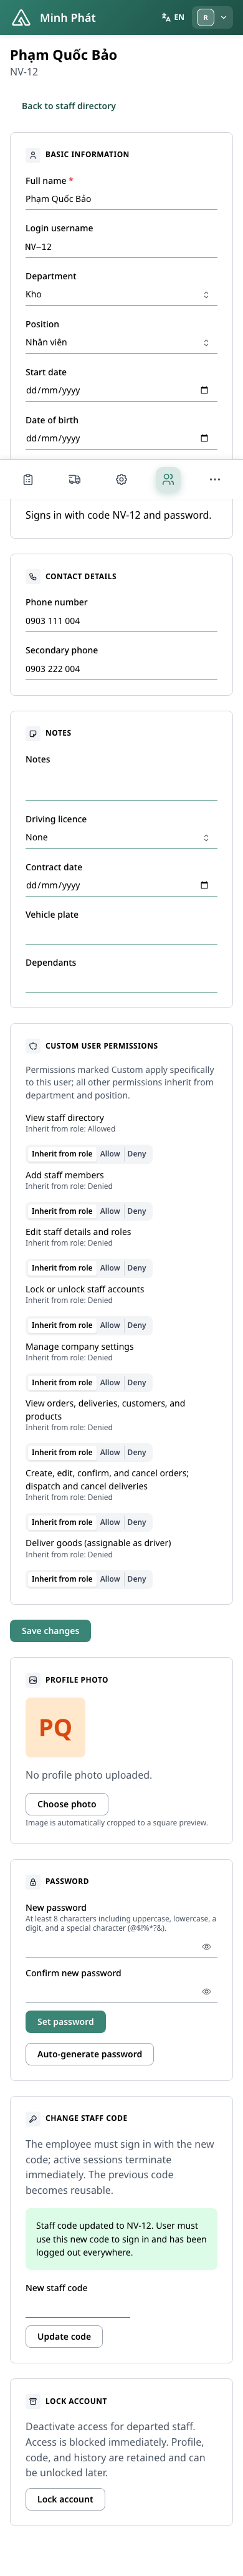 Minh Phát
EN
R
Phạm Quốc Bảo
NV-12
Back to staff directory
BASIC INFORMATION
Full name *
Phạm Quốc Bảo
Login username
NV-12
Department
Kho
Position
Nhân viên
Start date
dd/mm/yyyy
Date of birth
dd/mm/yyyy
Signs in with code NV-12 and password.
CONTACT DETAILS
Phone number
0903 111 004
Secondary phone
0903 222 004
NOTES
Notes
Driving licence
None
Contract date
dd/mm/yyyy
Vehicle plate
Dependants
CUSTOM USER PERMISSIONS
Permissions marked Custom apply specifically
to this user; all other permissions inherit from
department and position.
View staff directory
Inherit from role: Allowed
Inherit from role Allow Deny
Add staff members
Inherit from role: Denied
Inherit from role Allow Deny
Edit staff details and roles
Inherit from role: Denied
Inherit from role Allow Deny
Lock or unlock staff accounts
Inherit from role: Denied
Inherit from role Allow Deny
Manage company settings
Inherit from role: Denied
Inherit from role Allow Deny
View orders, deliveries, customers, and
products
Inherit from role: Denied
Inherit from role Allow Deny
Create, edit, confirm, and cancel orders;
dispatch and cancel deliveries
Inherit from role: Denied
Inherit from role Allow Deny
Deliver goods (assignable as driver)
Inherit from role: Denied
Inherit from role Allow Deny
Save changes
PROFILE PHOTO
PQ
No profile photo uploaded.
Choose photo
Image is automatically cropped to a square preview.
PASSWORD
New password
At least 8 characters including uppercase, lowercase, a
digit, and a special character (@$!%*?&).
Confirm new password
Set password
Auto-generate password
CHANGE STAFF CODE
The employee must sign in with the new
code; active sessions terminate
immediately. The previous code
becomes reusable.
Staff code updated to NV-12. User must
use this new code to sign in and has been
logged out everywhere.
New staff code
Update code
LOCK ACCOUNT
Deactivate access for departed staff.
Access is blocked immediately. Profile,
code, and history are retained and can
be unlocked later.
Lock account